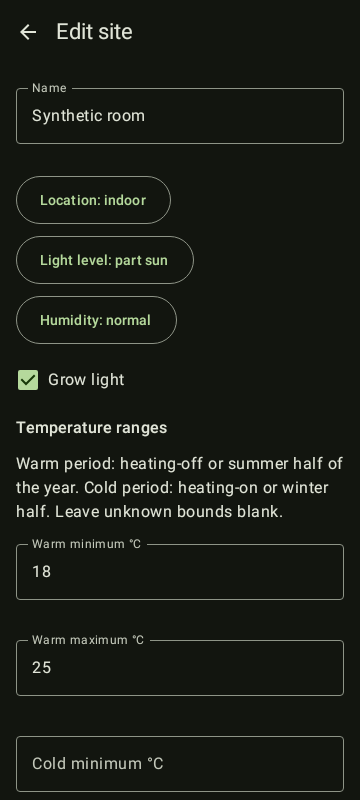 Edit site
Name
Synthetic room
Location: indoor
Light level: part sun
Humidity: normal
Grow light
Temperature ranges
Warm period: heating-off or summer half of
the year. Cold period: heating-on or winter
half. Leave unknown bounds blank.
Warm minimum °C
18
Warm maximum °C
25
Cold minimum °C